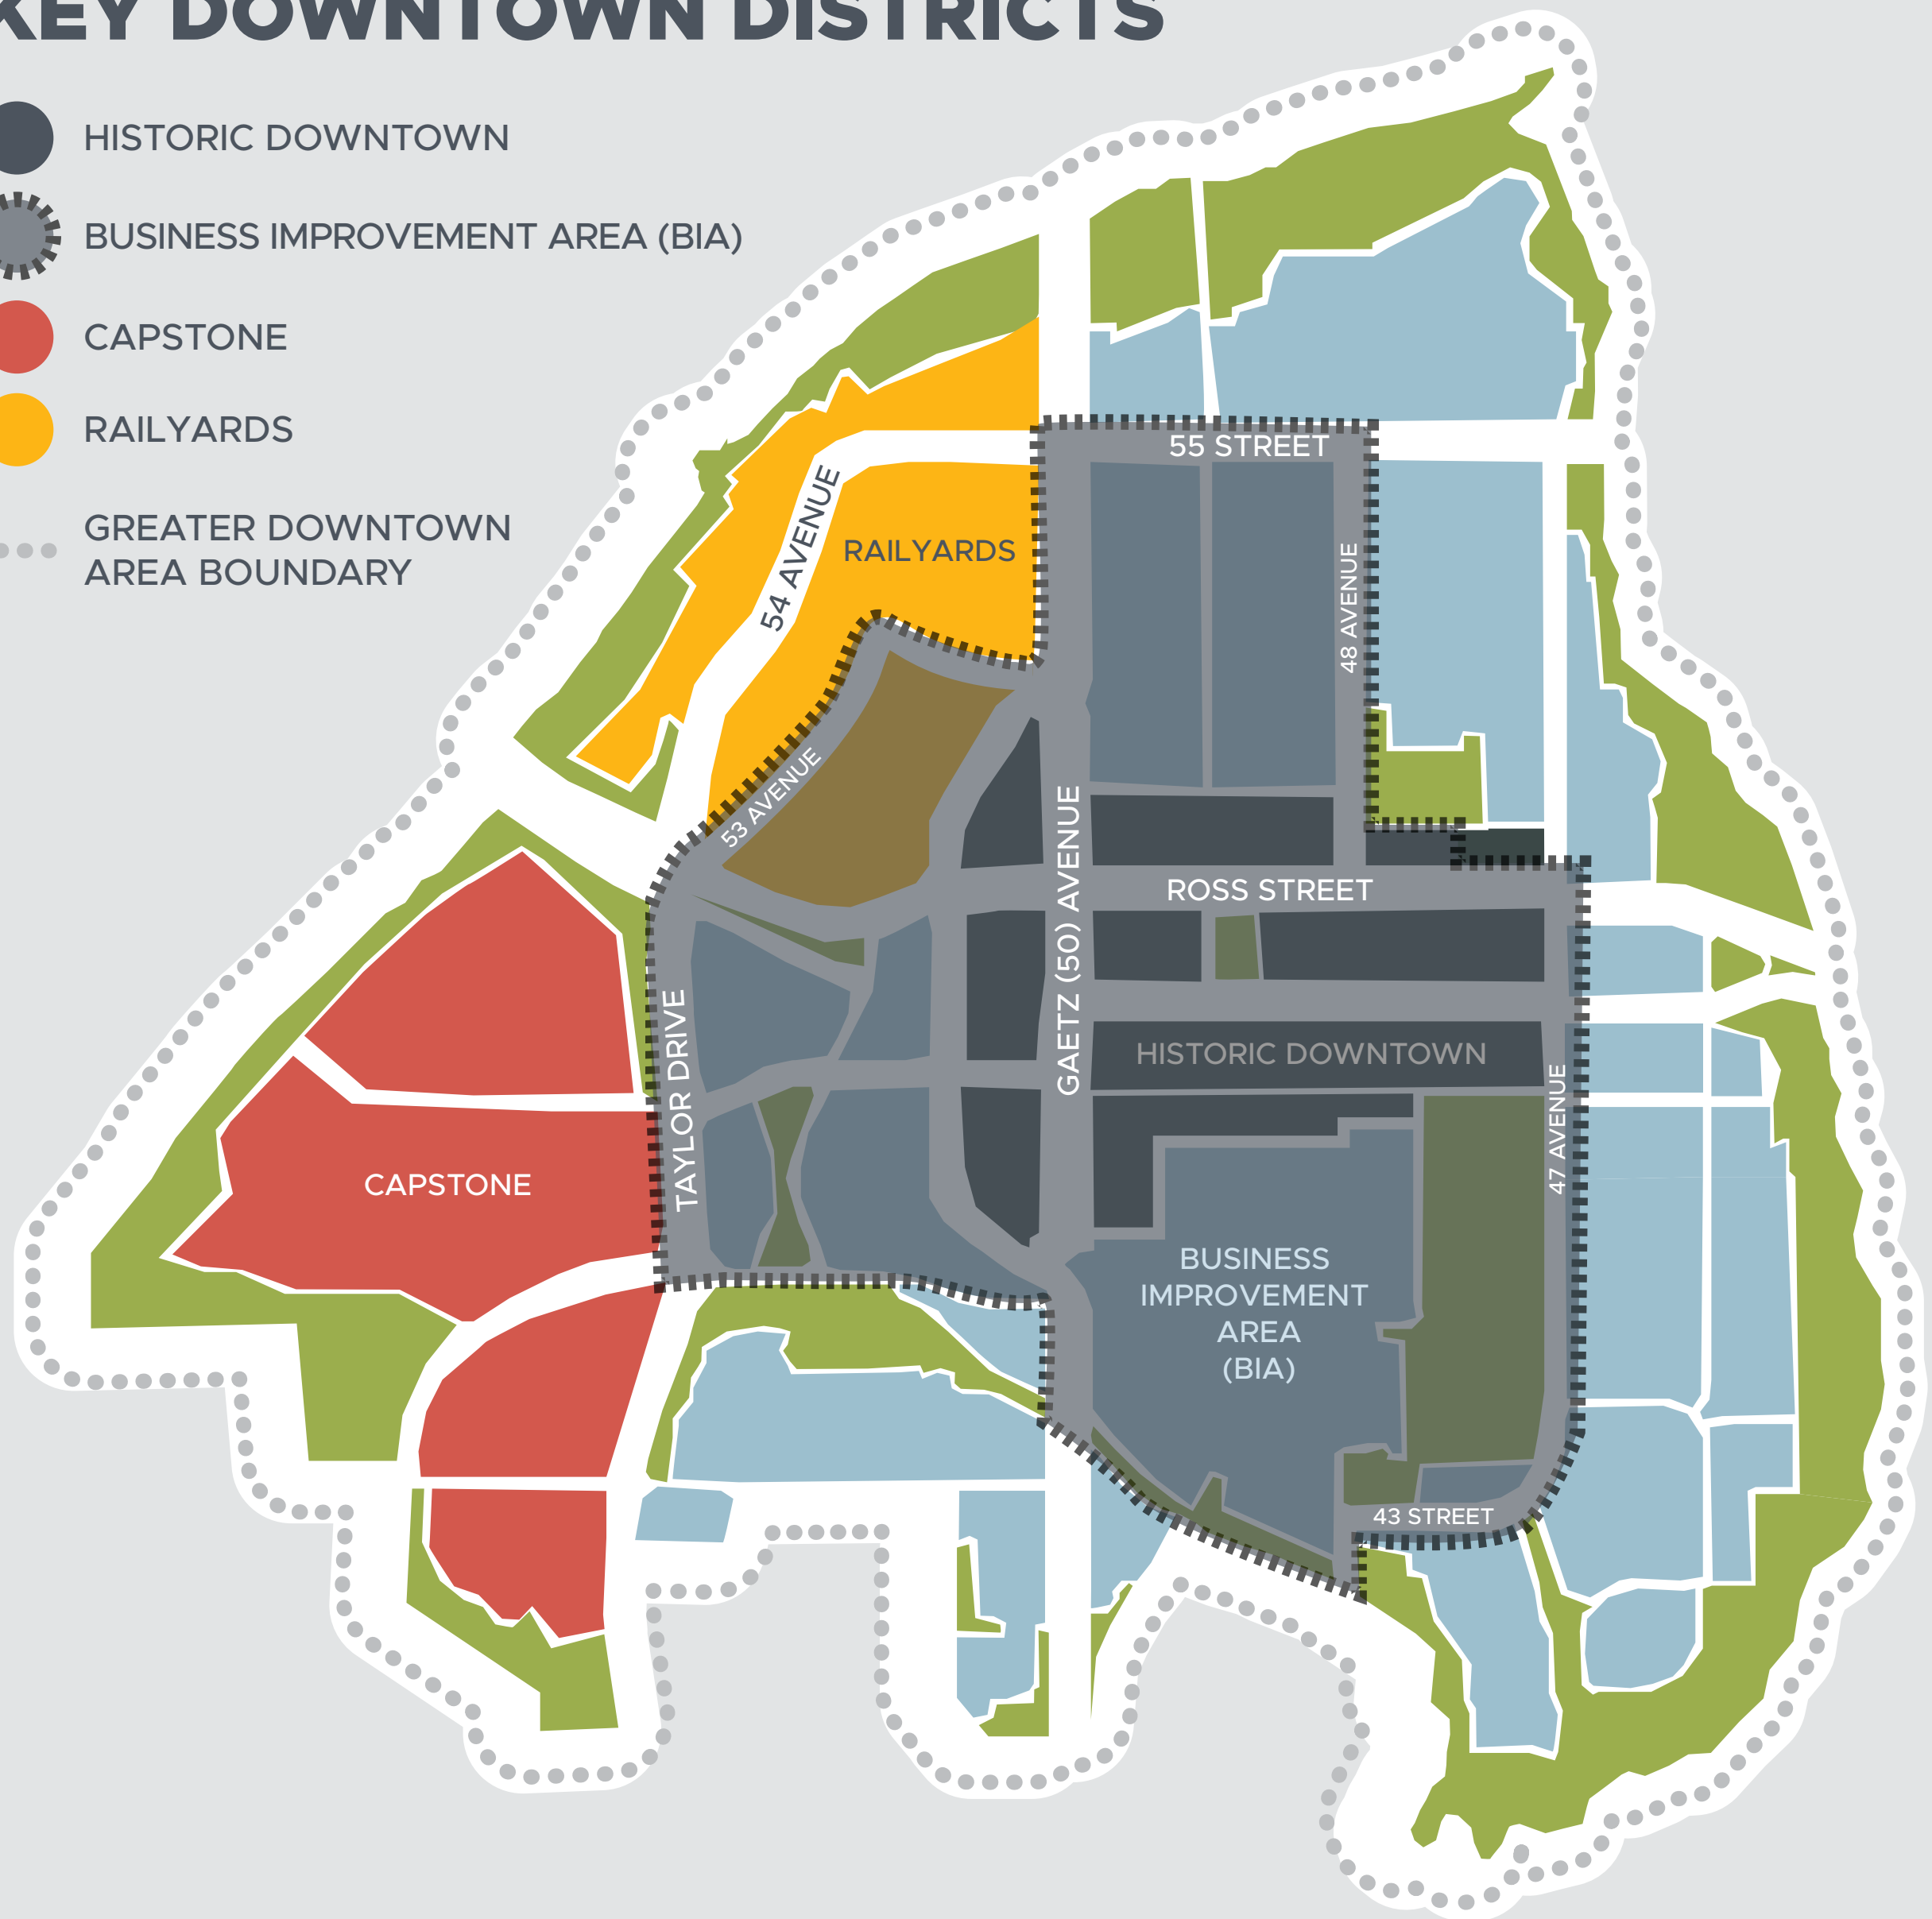 KEY DOWNTOWN DISTRICTS
HISTORIC DOWNTOWN
BUSINESS IMPROVEMENT AREA (BIA)
CAPSTONE
RAILYARDS
GREATER DOWNTOWN
AREA BOUNDARY
55 STREET
54 AVENUE
RAILYARDS
48 AVENUE
53 AVENUE
ROSS STREET
GAETZ (50) AVENUE
TAYLOR DRIVE
HISTORIC DOWNTOWN
47 AVENUE
CAPSTONE
BUSINESS
IMPROVEMENT
AREA
(BIA)
43 STREET